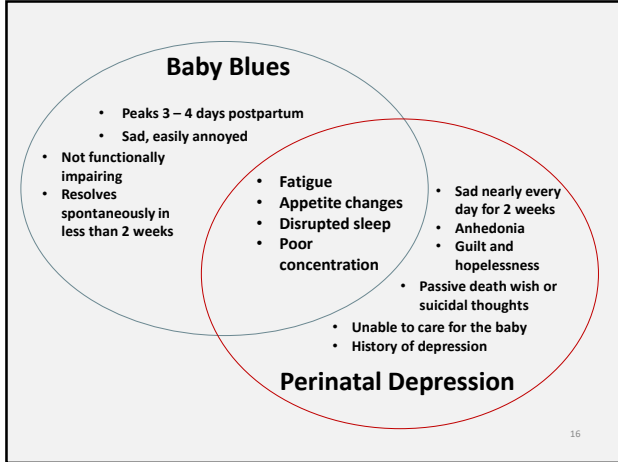 Baby Blues
• Peaks 3 – 4 days postpartum
• Sad, easily annoyed
• Not functionally
impairing
• Resolves
spontaneously in
less than 2 weeks
• Fatigue
• Appetite changes
• Disrupted sleep
• Poor
concentration
• Sad nearly every
day for 2 weeks
• Anhedonia
• Guilt and
hopelessness
• Passive death wish or
suicidal thoughts
• Unable to care for the baby
• History of depression
Perinatal Depression
16